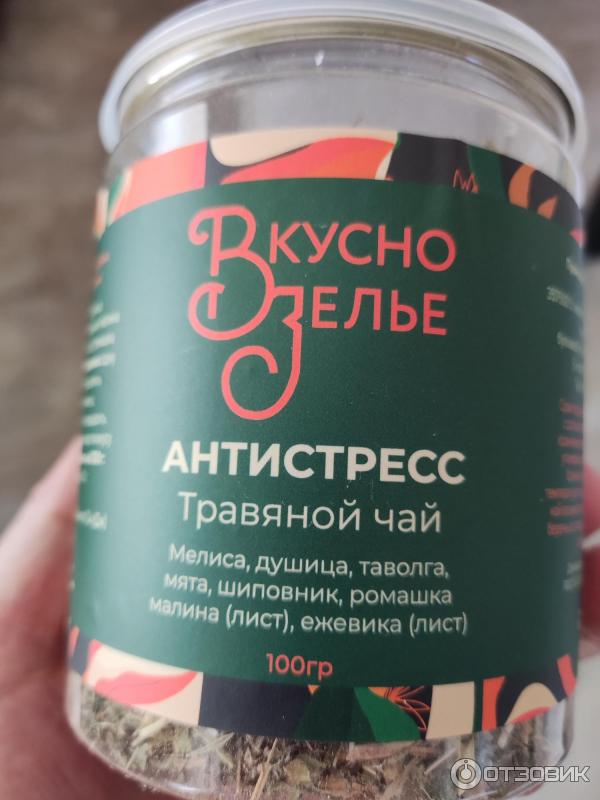 Вкусно
Зелье
АНТИСТРЕСС
Травяной чай
Мелиса, душица, таволга,
мята, шиповник, ромашка
малина (лист), ежевика (лист)
100гр
ОТЗОВИК